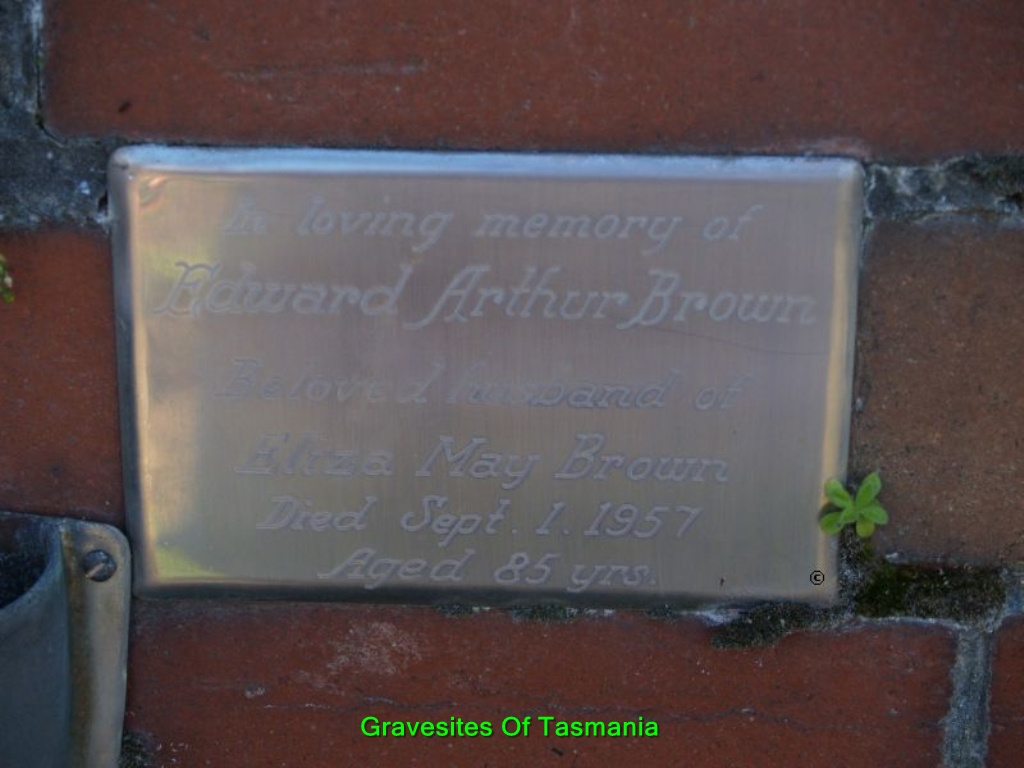 In loving memory of
Edward Arthur Brown
Beloved husband of
Eliza May Brown
Died Sept. 1. 1957
Aged 85 yrs.
©
Gravesites Of Tasmania